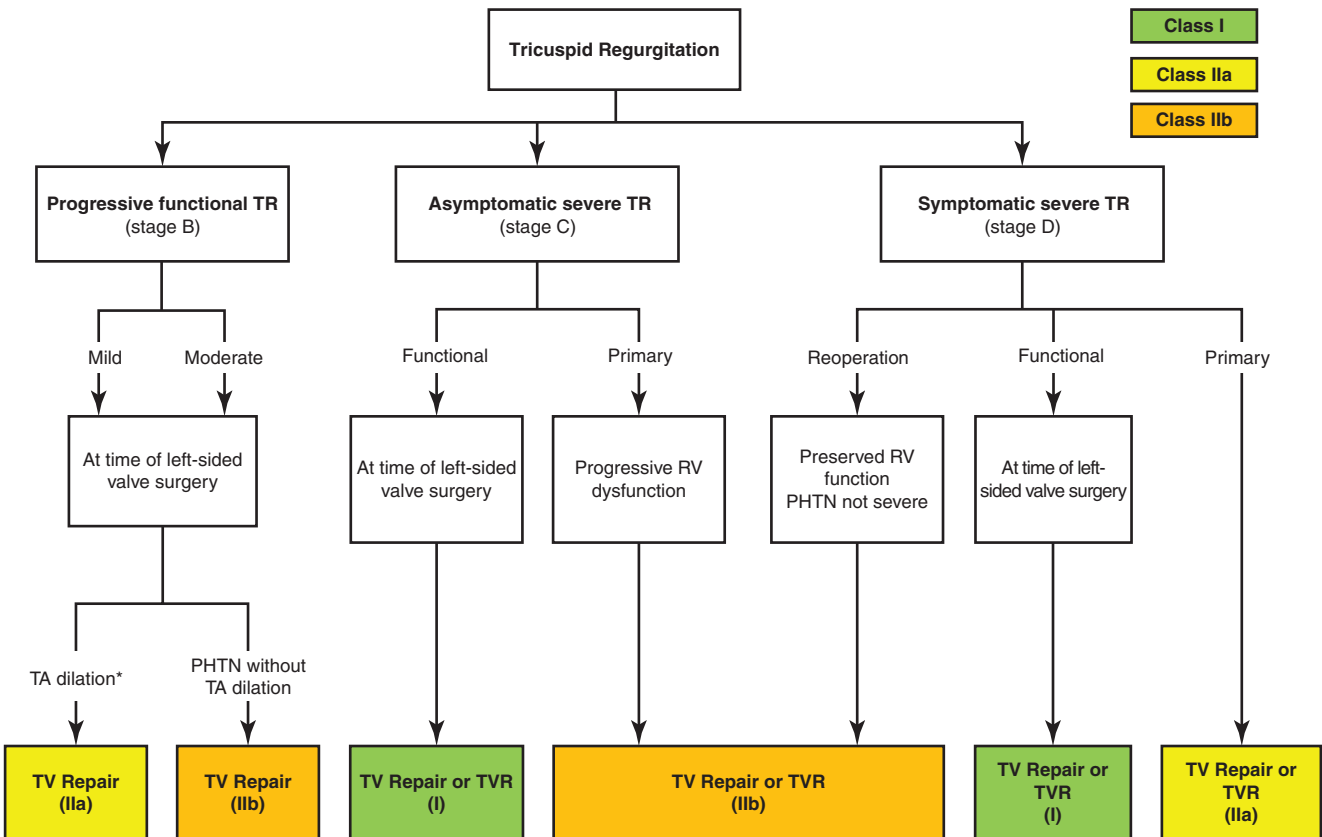 Tricuspid Regurgitation
Class I
Class IIa
Class IIb
Progressive functional TR
(stage B)
Asymptomatic severe TR
(stage C)
Symptomatic severe TR
(stage D)
Mild
Moderate
Functional
Primary
Reoperation
Functional
Primary
At time of left-sided
valve surgery
At time of left-sided
valve surgery
Progressive RV
dysfunction
Preserved RV
function
PHTN not severe
At time of left-
sided valve surgery
TA dilation*
PHTN without
TA dilation
TV Repair
(IIa)
TV Repair
(IIb)
TV Repair or TVR
(I)
TV Repair or TVR
(IIb)
TV Repair or
TVR
(I)
TV Repair or
TVR
(IIa)